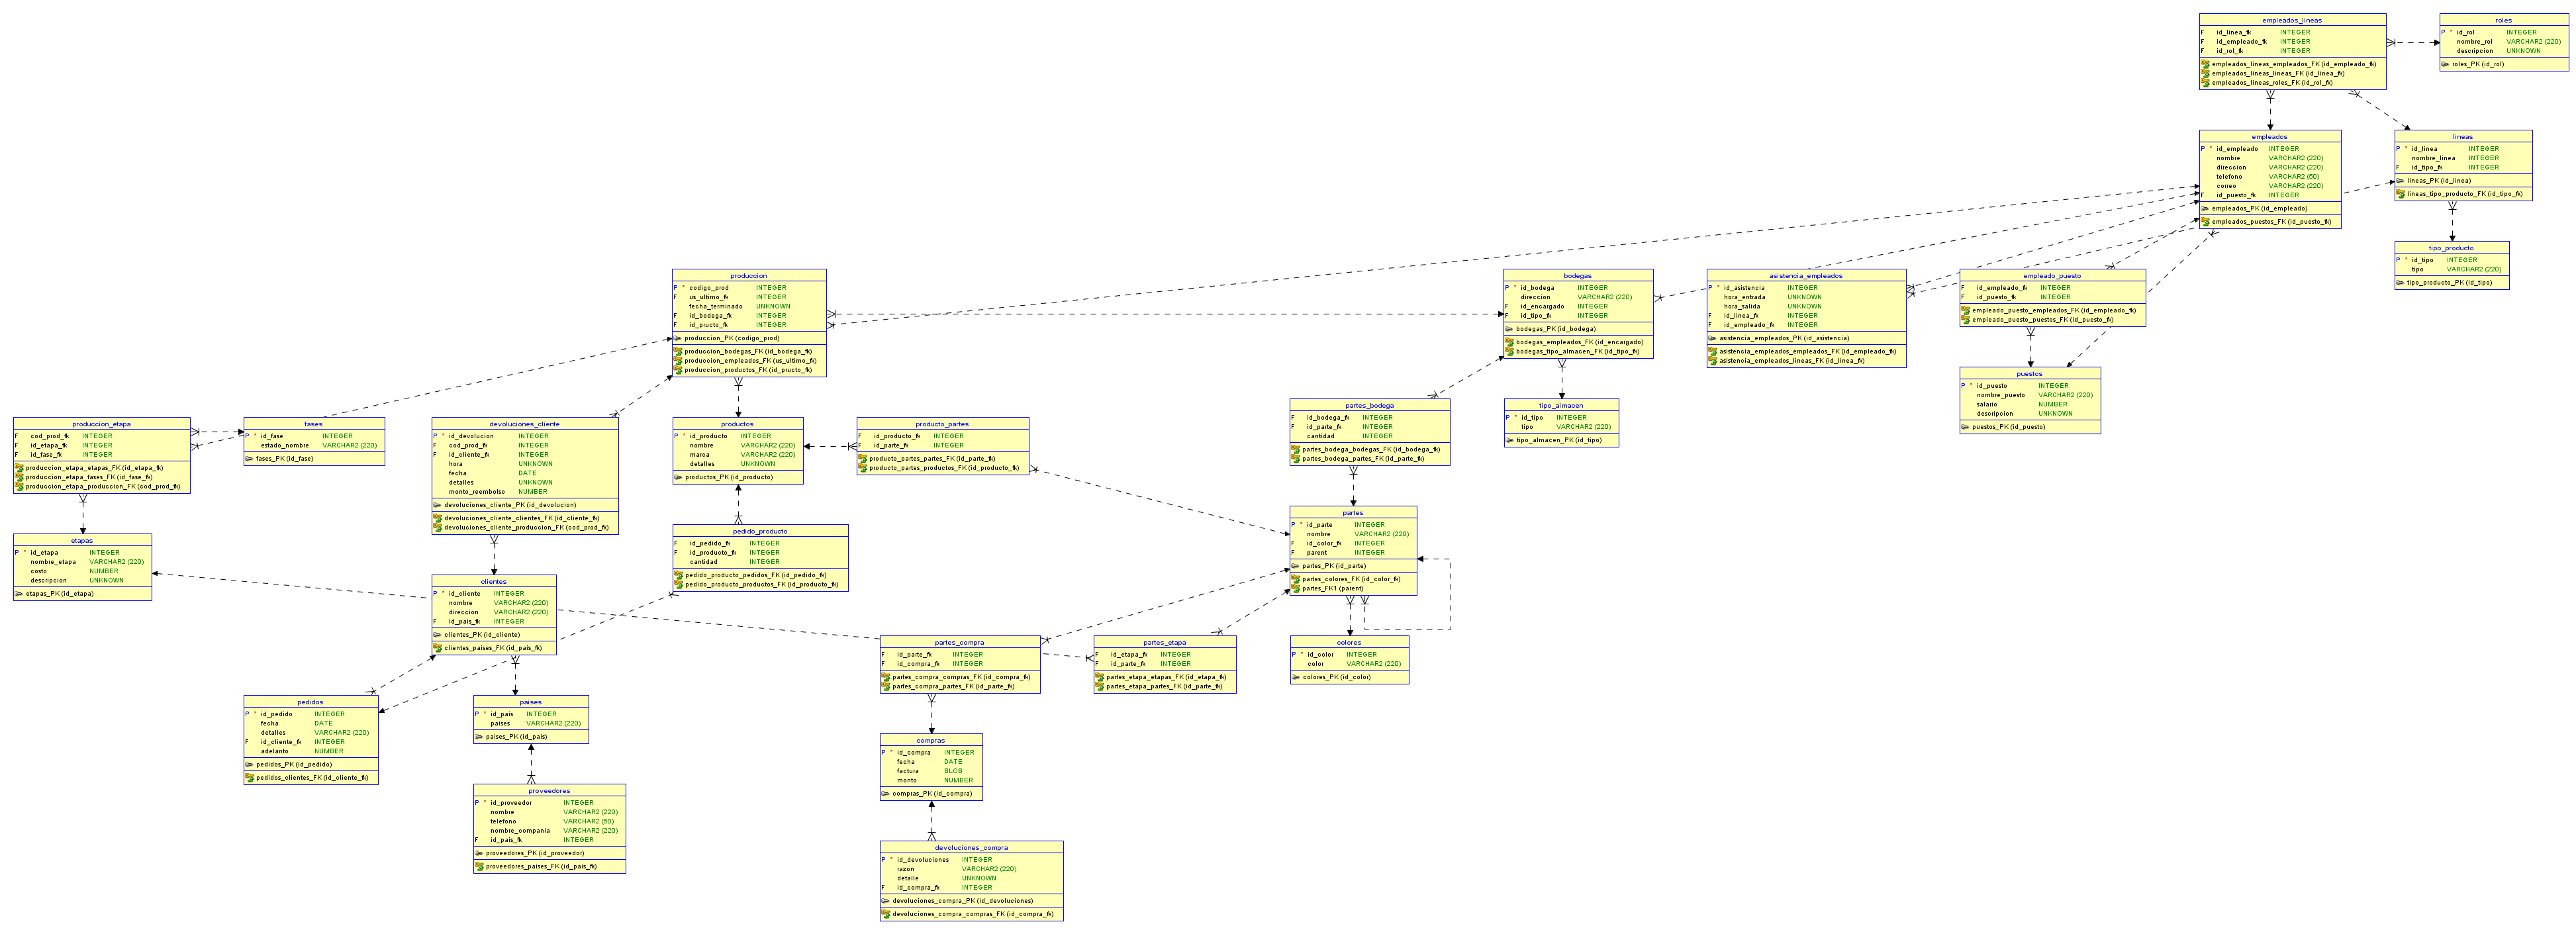 empleados_lineas
F id_linea_fk INTEGER
F id_empleado_fk INTEGER
F id_rol_fk INTEGER
empleados_lineas_empleados_FK (id_empleado_fk)
empleados_lineas_lineas_FK (id_linea_fk)
empleados_lineas_roles_FK (id_rol_fk)
roles
P * id_rol INTEGER
nombre_rol VARCHAR2 (220)
descripcion UNKNOWN
roles_PK (id_rol)
empleados
P * id_empleado INTEGER
nombre VARCHAR2 (220)
direccion VARCHAR2 (220)
telefono VARCHAR2 (50)
correo VARCHAR2 (220)
F id_puesto_fk INTEGER
empleados_PK (id_empleado)
empleados_puestos_FK (id_puesto_fk)
lineas
P * id_linea INTEGER
nombre_linea INTEGER
F id_tipo_fk INTEGER
lineas_PK (id_linea)
lineas_tipo_producto_FK (id_tipo_fk)
tipo_producto
P * id_tipo INTEGER
tipo VARCHAR2 (220)
tipo_producto_PK (id_tipo)
produccion
P * codigo_prod INTEGER
F us_ultimo_fk INTEGER
fecha_terminado UNKNOWN
F id_bodega_fk INTEGER
F id_pructo_fk INTEGER
produccion_PK (codigo_prod)
produccion_bodegas_FK (id_bodega_fk)
produccion_empleados_FK (us_ultimo_fk)
produccion_productos_FK (id_pructo_fk)
bodegas
P * id_bodega INTEGER
direccion VARCHAR2 (220)
F id_encargado INTEGER
F id_tipo_fk INTEGER
bodegas_PK (id_bodega)
bodegas_empleados_FK (id_encargado)
bodegas_tipo_almacen_FK (id_tipo_fk)
asistencia_empleados
P * id_asistencia INTEGER
hora_entrada UNKNOWN
hora_salida UNKNOWN
F id_linea_fk INTEGER
F id_empleado_fk INTEGER
asistencia_empleados_PK (id_asistencia)
asistencia_empleados_empleados_FK (id_empleado_fk)
asistencia_empleados_lineas_FK (id_linea_fk)
empleado_puesto
F id_empleado_fk INTEGER
F id_puesto_fk INTEGER
empleado_puesto_empleados_FK (id_empleado_fk)
empleado_puesto_puestos_FK (id_puesto_fk)
puestos
P * id_puesto INTEGER
nombre_puesto VARCHAR2 (220)
salario NUMBER
descripcion UNKNOWN
puestos_PK (id_puesto)
produccion_etapa
F cod_prod_fk INTEGER
F id_etapa_fk INTEGER
F id_fase_fk INTEGER
produccion_etapa_etapas_FK (id_etapa_fk)
produccion_etapa_fases_FK (id_fase_fk)
produccion_etapa_produccion_FK (cod_prod_fk)
fases
P * id_fase INTEGER
estado_nombre VARCHAR2 (220)
fases_PK (id_fase)
devoluciones_cliente
P * id_devolucion INTEGER
F cod_prod_fk INTEGER
F id_cliente_fk INTEGER
hora UNKNOWN
fecha DATE
detalles UNKNOWN
monto_reembolso NUMBER
devoluciones_cliente_PK (id_devolucion)
devoluciones_cliente_clientes_FK (id_cliente_fk)
devoluciones_cliente_produccion_FK (cod_prod_fk)
productos
P * id_producto INTEGER
nombre VARCHAR2 (220)
marca VARCHAR2 (220)
detalles UNKNOWN
productos_PK (id_producto)
producto_partes
F id_producto_fk INTEGER
F id_parte_fk INTEGER
producto_partes_partes_FK (id_parte_fk)
producto_partes_productos_FK (id_producto_fk)
partes_bodega
F id_bodega_fk INTEGER
F id_parte_fk INTEGER
cantidad INTEGER
partes_bodega_bodegas_FK (id_bodega_fk)
partes_bodega_partes_FK (id_parte_fk)
tipo_almacen
P * id_tipo INTEGER
tipo VARCHAR2 (220)
tipo_almacen_PK (id_tipo)
etapas
P * id_etapa INTEGER
nombre_etapa VARCHAR2 (220)
costo NUMBER
descripcion UNKNOWN
etapas_PK (id_etapa)
pedido_producto
F id_pedido_fk INTEGER
F id_producto_fk INTEGER
cantidad INTEGER
pedido_producto_pedidos_FK (id_pedido_fk)
pedido_producto_productos_FK (id_producto_fk)
partes
P * id_parte INTEGER
nombre VARCHAR2 (220)
F id_color_fk INTEGER
F parent INTEGER
partes_PK (id_parte)
partes_colores_FK (id_color_fk)
partes_FK1 (parent)
clientes
P * id_cliente INTEGER
nombre VARCHAR2 (220)
direccion VARCHAR2 (220)
F id_pais_fk INTEGER
clientes_PK (id_cliente)
clientes_paises_FK (id_pais_fk)
partes_compra
F id_parte_fk INTEGER
F id_compra_fk INTEGER
partes_compra_compras_FK (id_compra_fk)
partes_compra_partes_FK (id_parte_fk)
partes_etapa
F id_etapa_fk INTEGER
F id_parte_fk INTEGER
partes_etapa_etapas_FK (id_etapa_fk)
partes_etapa_partes_FK (id_parte_fk)
colores
P * id_color INTEGER
color VARCHAR2 (220)
colores_PK (id_color)
pedidos
P * id_pedido INTEGER
fecha DATE
detalles VARCHAR2 (220)
F id_cliente_fk INTEGER
adelanto NUMBER
pedidos_PK (id_pedido)
pedidos_clientes_FK (id_cliente_fk)
paises
P * id_pais INTEGER
paises VARCHAR2 (220)
paises_PK (id_pais)
compras
P * id_compra INTEGER
fecha DATE
factura BLOB
monto NUMBER
compras_PK (id_compra)
proveedores
P * id_proveedor INTEGER
nombre VARCHAR2 (220)
telefono VARCHAR2 (50)
nombre_compania VARCHAR2 (220)
F id_pais_fk INTEGER
proveedores_PK (id_proveedor)
proveedores_paises_FK (id_pais_fk)
devoluciones_compra
P * id_devoluciones INTEGER
razon VARCHAR2 (220)
detalle UNKNOWN
F id_compra_fk INTEGER
devoluciones_compra_PK (id_devoluciones)
devoluciones_compra_compras_FK (id_compra_fk)